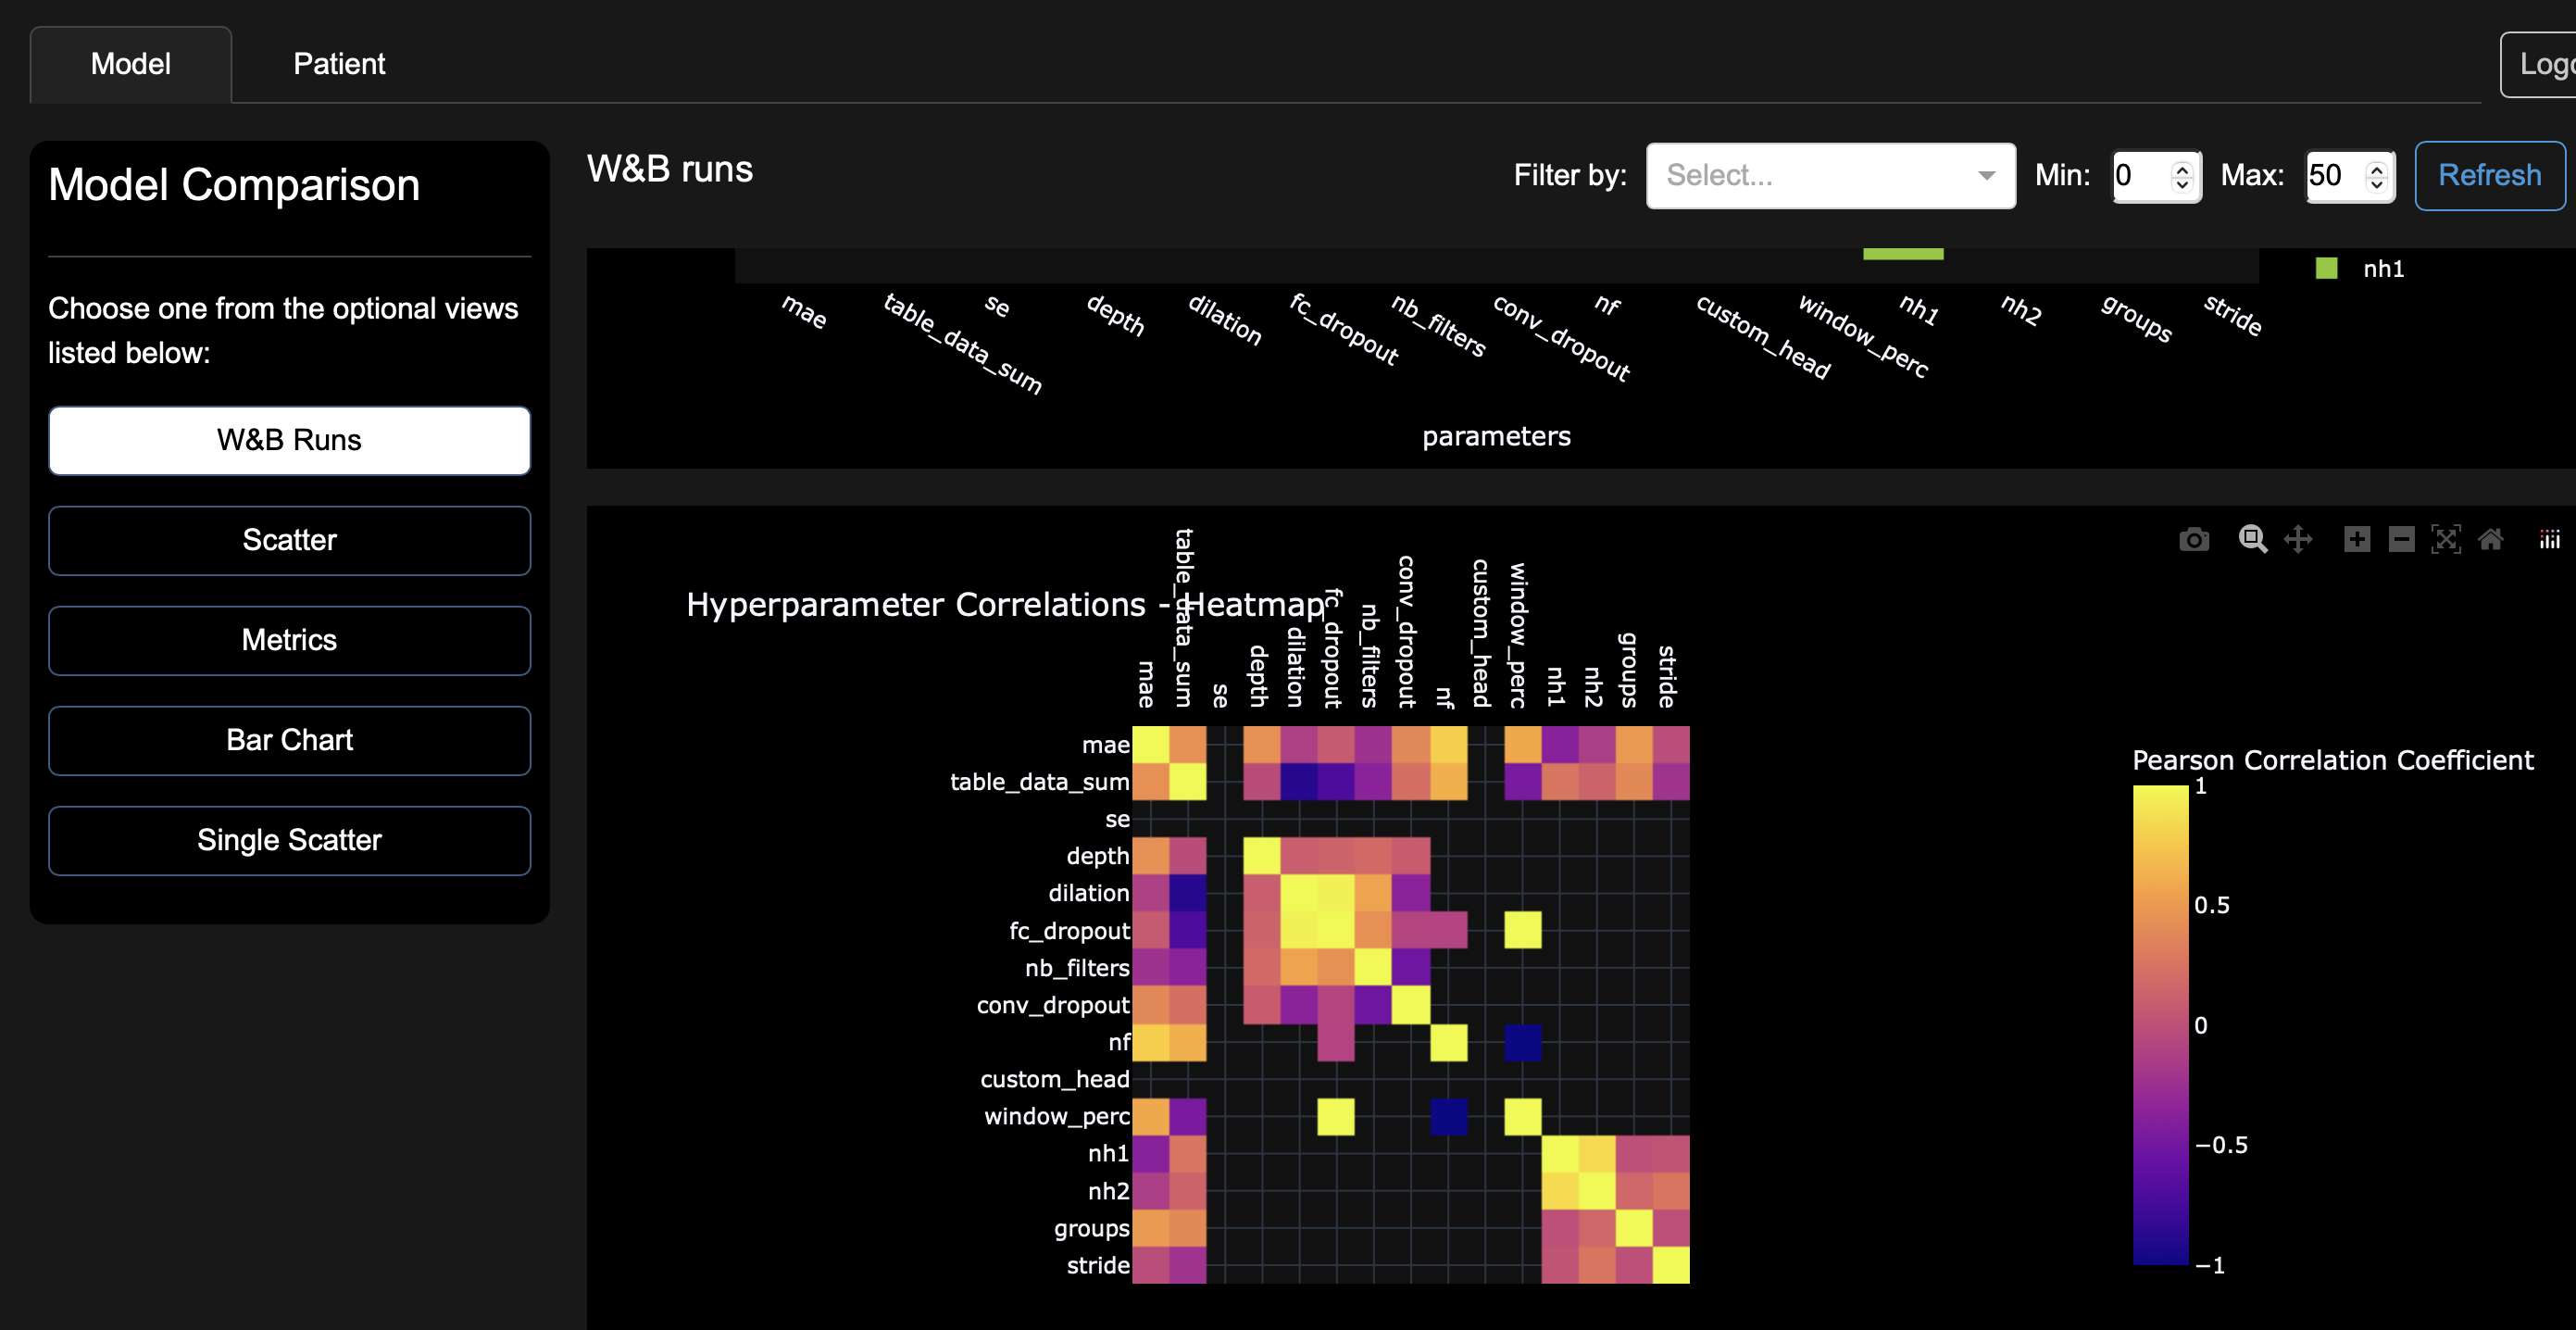 Model
Patient
Logo
Model Comparison
Choose one from the optional views
listed below:
W&B Runs
Scatter
Metrics
Bar Chart
Single Scatter
W&B runs
Filter by:
Select...
Min:
0
Max:
50
Refresh
nh1
mae
table_data_sum
se
depth
dilation
fc_dropout
nb_filters
conv_dropout
nf
custom_head
window_perc
nh1
nh2
groups
stride
parameters
Hyperparameter Correlations - Heatmap
mae
table_data_sum
se
depth
dilation
fc_dropout
nb_filters
conv_dropout
nf
custom_head
window_perc
nh1
nh2
groups
stride
mae
table_data_sum
se
depth
dilation
fc_dropout
nb_filters
conv_dropout
nf
custom_head
window_perc
nh1
nh2
groups
stride
Pearson Correlation Coefficient
1
0.5
0
−0.5
−1